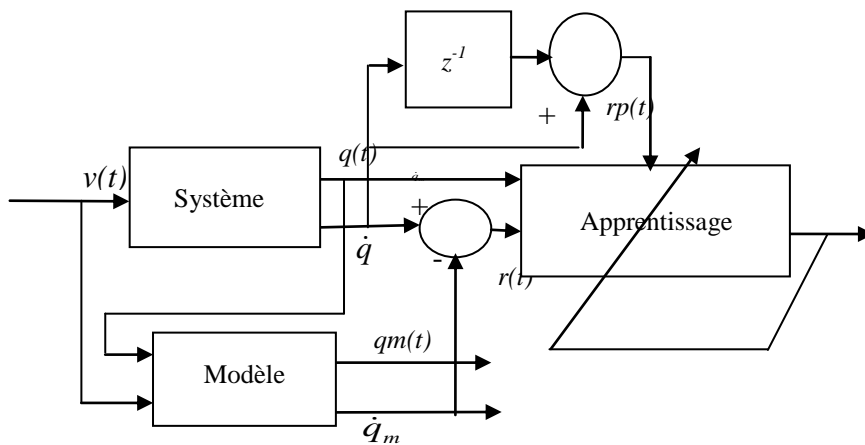 z⁻¹
+
rp(t)
q(t)
v(t)
Système
+
Apprentissage
q̇
-
r(t)
qm(t)
Modèle
q̇ₘ